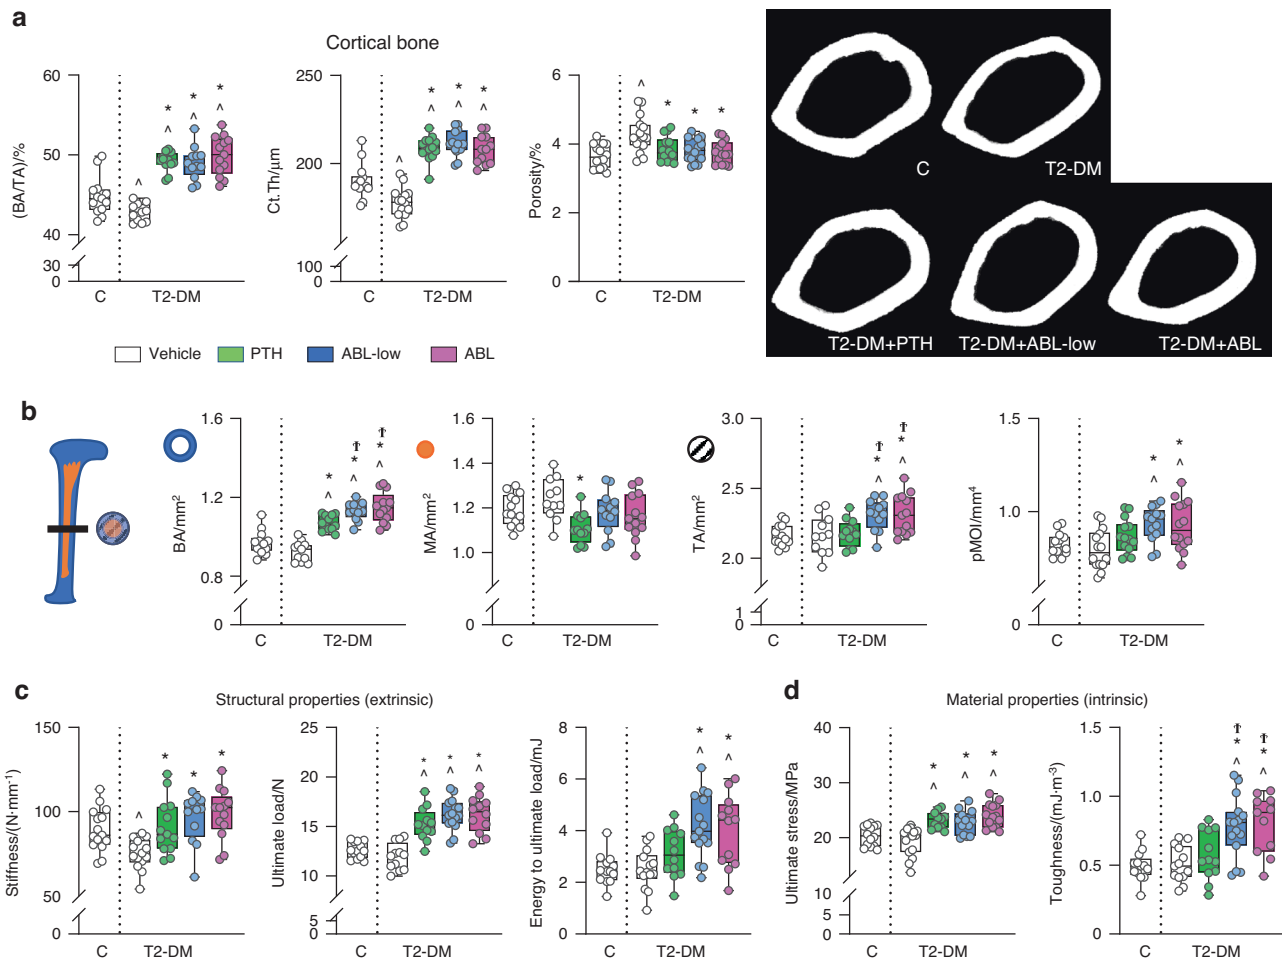 a
Cortical bone
(BA/TA)/%
60
50
40
30
0
C
T2-DM
Ct.Th/μm
250
200
100
0
C
T2-DM
Porosity/%
6
4
2
0
C
T2-DM
C
T2-DM
T2-DM+PTH
T2-DM+ABL-low
T2-DM+ABL
Vehicle
PTH
ABL-low
ABL
b
BA/mm²
1.6
1.2
0.8
0
C
T2-DM
MA/mm²
1.6
1.4
1.2
1.0
0
C
T2-DM
TA/mm²
3.0
2.5
2.0
1
0
C
T2-DM
pMOI/mm⁴
1.5
1.0
0
C
T2-DM
c
Structural properties (extrinsic)
Stiffness/(N·mm⁻¹)
150
100
50
0
C
T2-DM
Ultimate load/N
25
20
15
10
5
0
C
T2-DM
Energy to ultimate load/mJ
8
6
4
2
0
C
T2-DM
d
Material properties (intrinsic)
Ultimate stress/MPa
40
30
20
10
5
0
C
T2-DM
Toughness/(mJ·m⁻³)
1.5
1.0
0.5
0
C
T2-DM